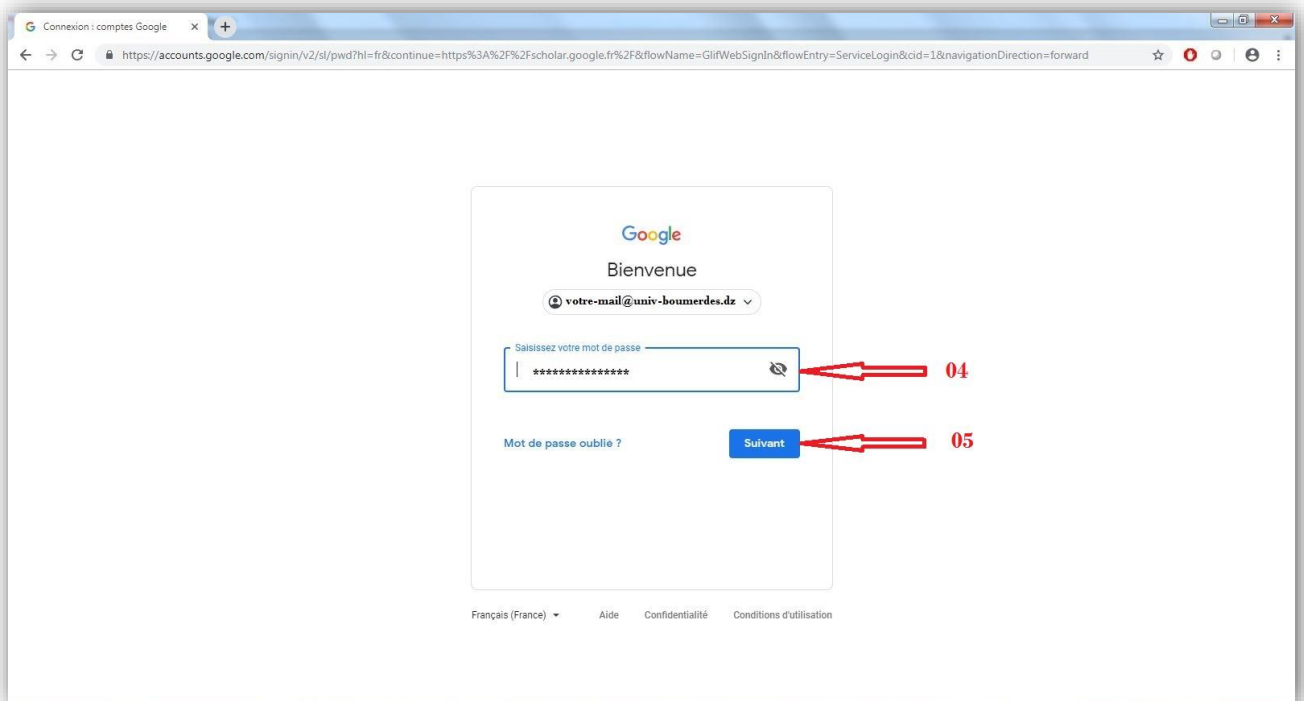 Connexion : comptes Google
https://accounts.google.com/signin/v2/sl/pwd?hl=fr&continue=https%3A%2F%2Fscholar.google.fr%2F&flowName=GlifWebSignIn&flowEntry=ServiceLogin&cid=1&navigationDirection=forward
Google
Bienvenue
votre-mail@univ-boumerdes.dz
Saisissez votre mot de passe
***************
04
Mot de passe oublié ?
Suivant
05
Français (France)
Aide
Confidentialité
Conditions d'utilisation